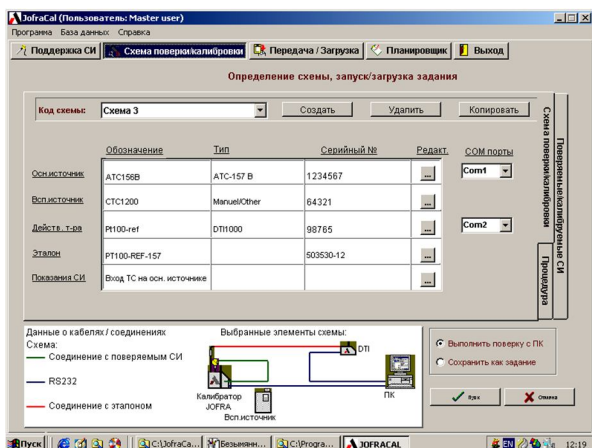 JofraCal (Пользователь: Master user)
Программа База данных Справка
Поддержка СИ Схема поверки/калибровки Передача / Загрузка Планировщик Выход
Определение схемы, запуск/загрузка задания
Код схемы: Схема 3 Создать Удалить Копировать
Обозначение Тип Серийный № Редакт. COM порты
Осн.источник ATC156B ATC-157 B 1234567 ... Com1
Всп.источник CTC1200 Manuel/Other 64321 ...
Действ. т-ра Pt100-ref DTI1000 98765 ... Com2
Эталон PT100-REF-157 503530-12 ...
Показания СИ Вход ТС на осн. источнике ...
Схема поверки/калибровки
Процедура
Поверяемые/калибруемые СИ
Данные о кабелях / соединениях Выбранные элементы схемы:
Схема:
Соединение с поверяемым СИ
RS232
Соединение с эталоном
DTI
Калибратор
JOFRA
ПК
Всп.источник
Выполнить поверку с ПК
Сохранить как задание
Пуск Отмена
Пуск C:\JofraCa... Безымянн... C:\Progra... JOFRACAL EN 12:19